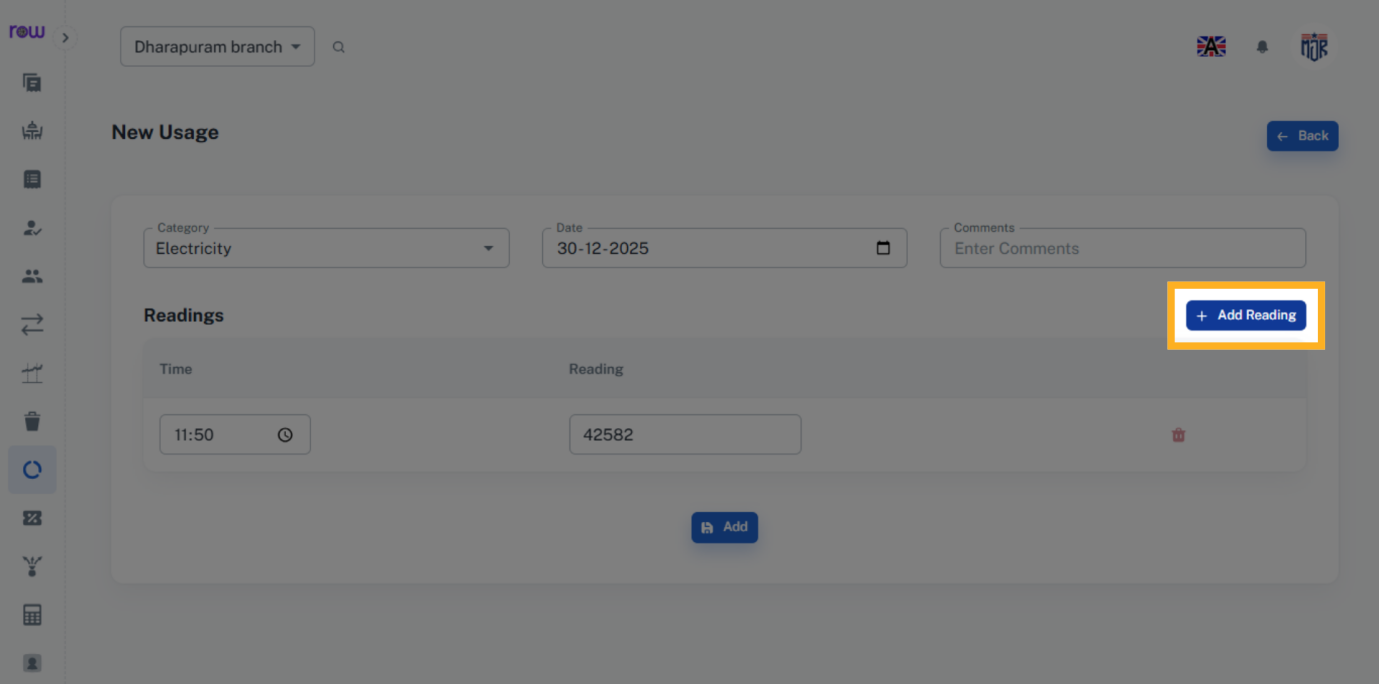 row
Dharapuram branch
A
MJR
New Usage
Back
Category
Electricity
Date
30-12-2025
Comments
Enter Comments
Readings
+ Add Reading
Time
Reading
11:50
42582
Add